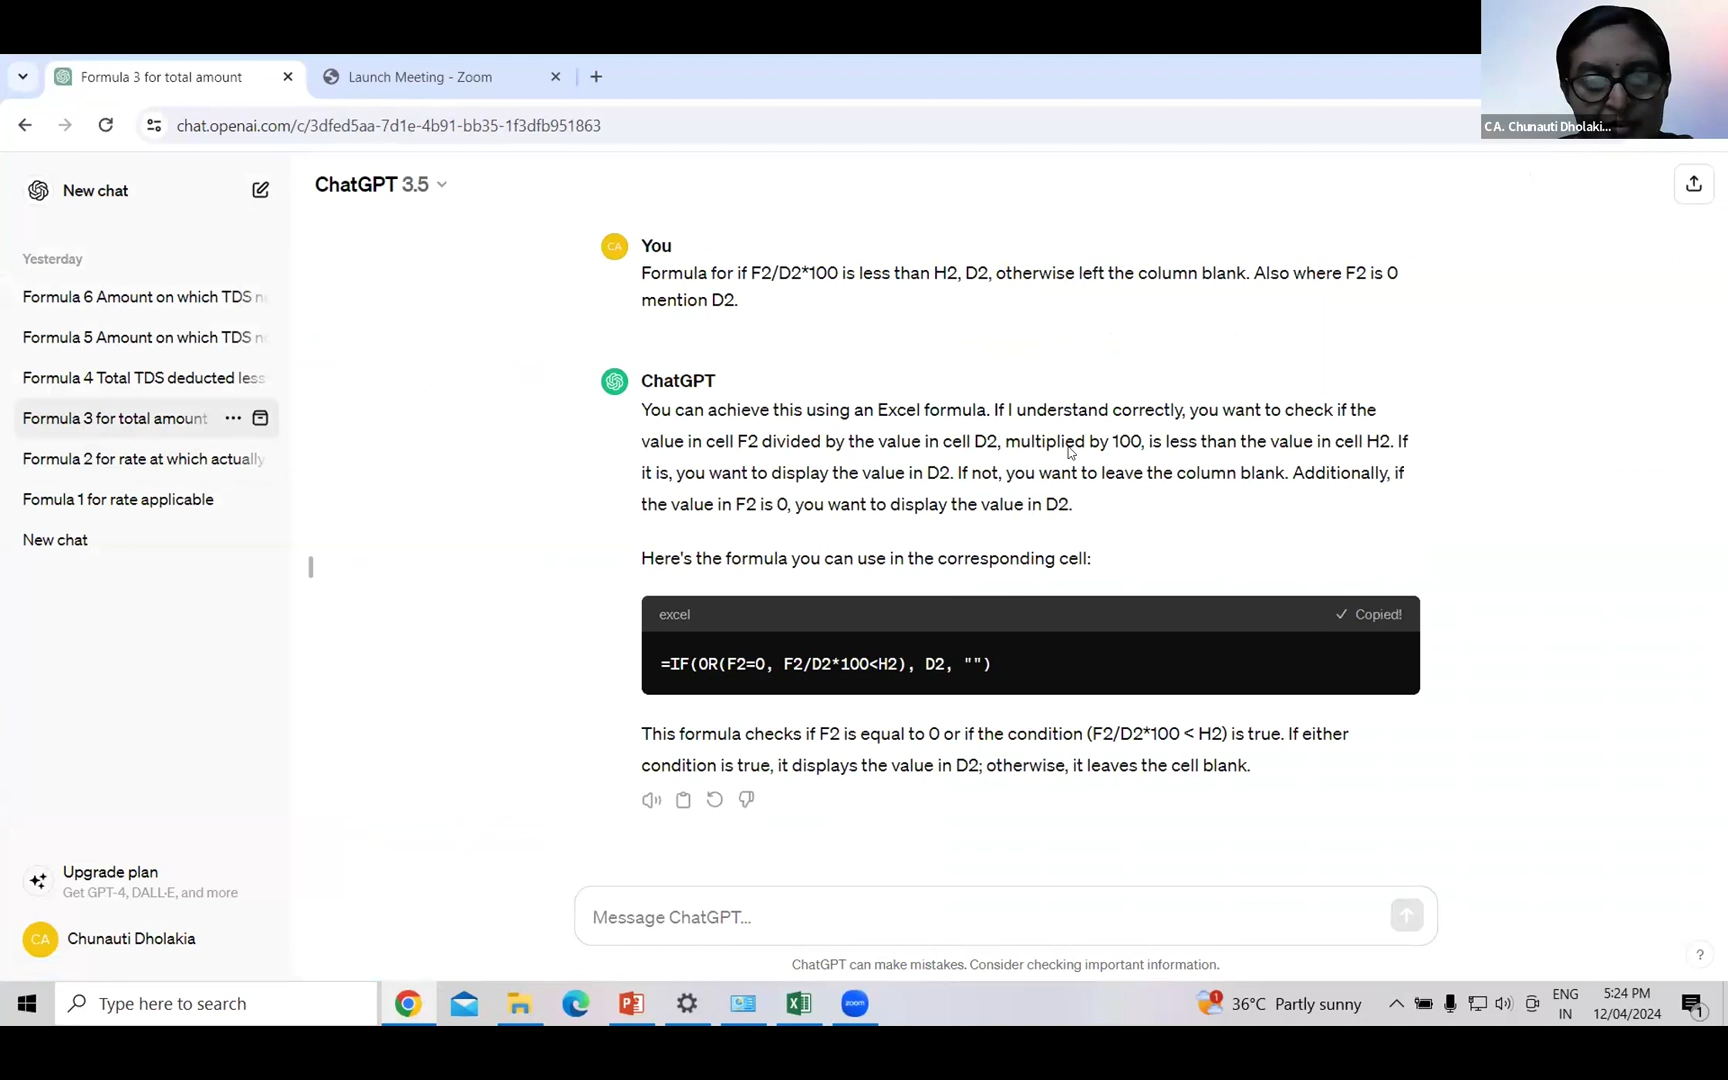 Formula 3 for total amount
Launch Meeting - Zoom
chat.openai.com/c/3dfed5aa-7d1e-4b91-bb35-1f3dfb951863
CA. Chunauti Dholaki...
New chat
ChatGPT 3.5
Yesterday
Formula 6 Amount on which TDS n
Formula 5 Amount on which TDS n
Formula 4 Total TDS deducted less
Formula 3 for total amount
Formula 2 for rate at which actually
Fomula 1 for rate applicable
New chat
CA
You
Formula for if F2/D2*100 is less than H2, D2, otherwise left the column blank. Also where F2 is 0
mention D2.
ChatGPT
You can achieve this using an Excel formula. If I understand correctly, you want to check if the
value in cell F2 divided by the value in cell D2, multiplied by 100, is less than the value in cell H2. If
it is, you want to display the value in D2. If not, you want to leave the column blank. Additionally, if
the value in F2 is 0, you want to display the value in D2.
Here's the formula you can use in the corresponding cell:
excel
Copied!
=IF(OR(F2=0, F2/D2*100<H2), D2, "")
This formula checks if F2 is equal to 0 or if the condition (F2/D2*100 < H2) is true. If either
condition is true, it displays the value in D2; otherwise, it leaves the cell blank.
Upgrade plan
Get GPT-4, DALL·E, and more
CA
Chunauti Dholakia
Message ChatGPT...
ChatGPT can make mistakes. Consider checking important information.
?
Type here to search
zoom
1
36°C Partly sunny
ENG
IN
5:24 PM
12/04/2024
1